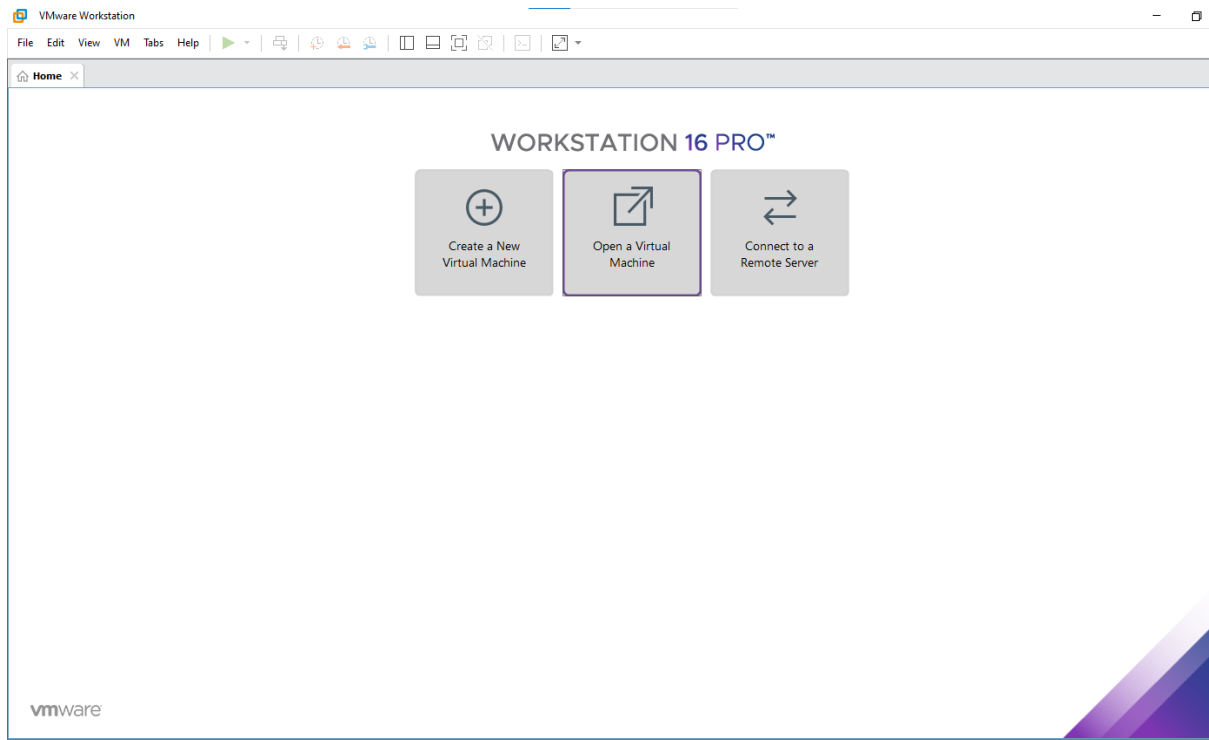 VMware Workstation
File Edit View VM Tabs Help
Home
WORKSTATION 16 PRO™
Create a New
Virtual Machine
Open a Virtual
Machine
Connect to a
Remote Server
vmware